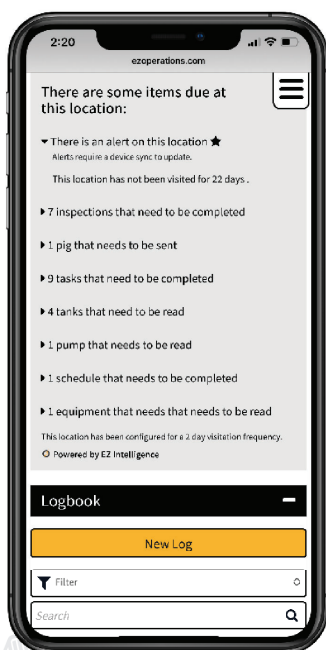 2:20
ezoperations.com
There are some items due at
this location:
There is an alert on this location ★
Alerts require a device sync to update.
This location has not been visited for 22 days .
7 inspections that need to be completed
1 pig that needs to be sent
9 tasks that need to be completed
4 tanks that need to be read
1 pump that needs to be read
1 schedule that needs to be completed
1 equipment that needs that needs to be read
This location has been configured for a 2 day visitation frequency.
Powered by EZ Intelligence
Logbook
New Log
Filter
Search